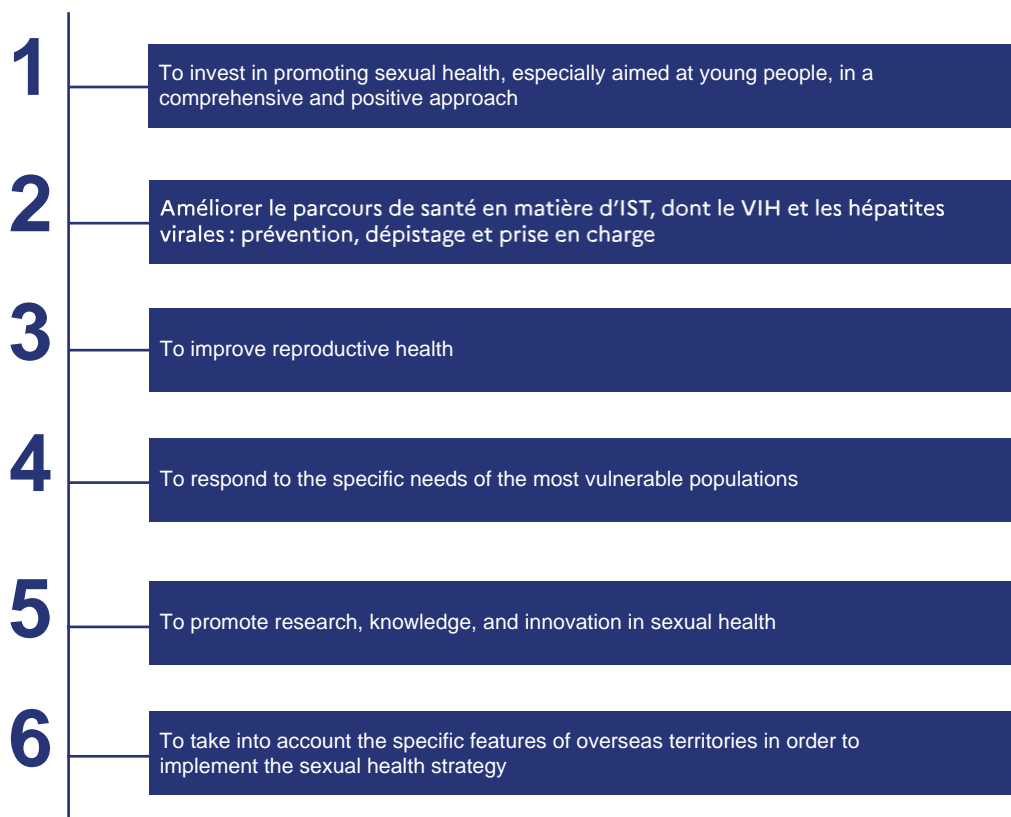 1
To invest in promoting sexual health, especially aimed at young people, in a
comprehensive and positive approach
2
Améliorer le parcours de santé en matière d'IST, dont le VIH et les hépatites
virales : prévention, dépistage et prise en charge
3
To improve reproductive health
4
To respond to the specific needs of the most vulnerable populations
5
To promote research, knowledge, and innovation in sexual health
6
To take into account the specific features of overseas territories in order to
implement the sexual health strategy